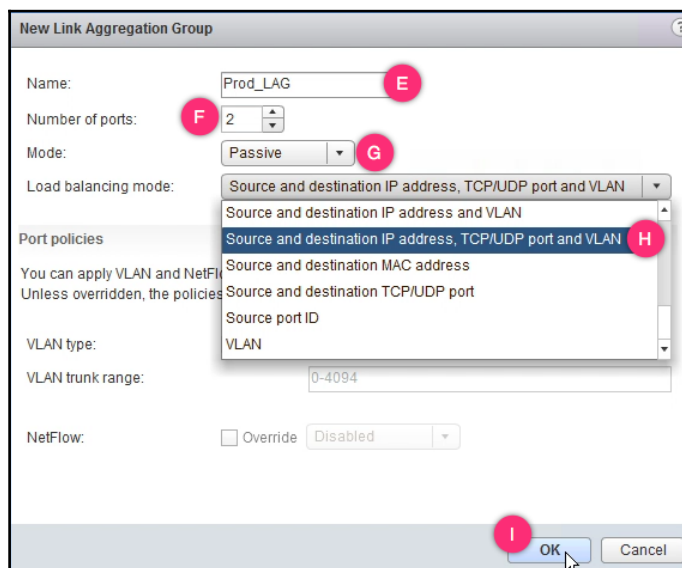 New Link Aggregation Group ?
Name: Prod_LAG E
Number of ports: F 2
Mode: Passive G
Load balancing mode: Source and destination IP address, TCP/UDP port and VLAN
Source and destination IP address and VLAN
Port policies Source and destination IP address, TCP/UDP port and VLAN H
Source and destination MAC address
You can apply VLAN and NetFl
Unless overridden, the policies Source and destination TCP/UDP port
Source port ID
VLAN type: VLAN
VLAN trunk range: 0-4094
NetFlow: Override Disabled
I OK Cancel